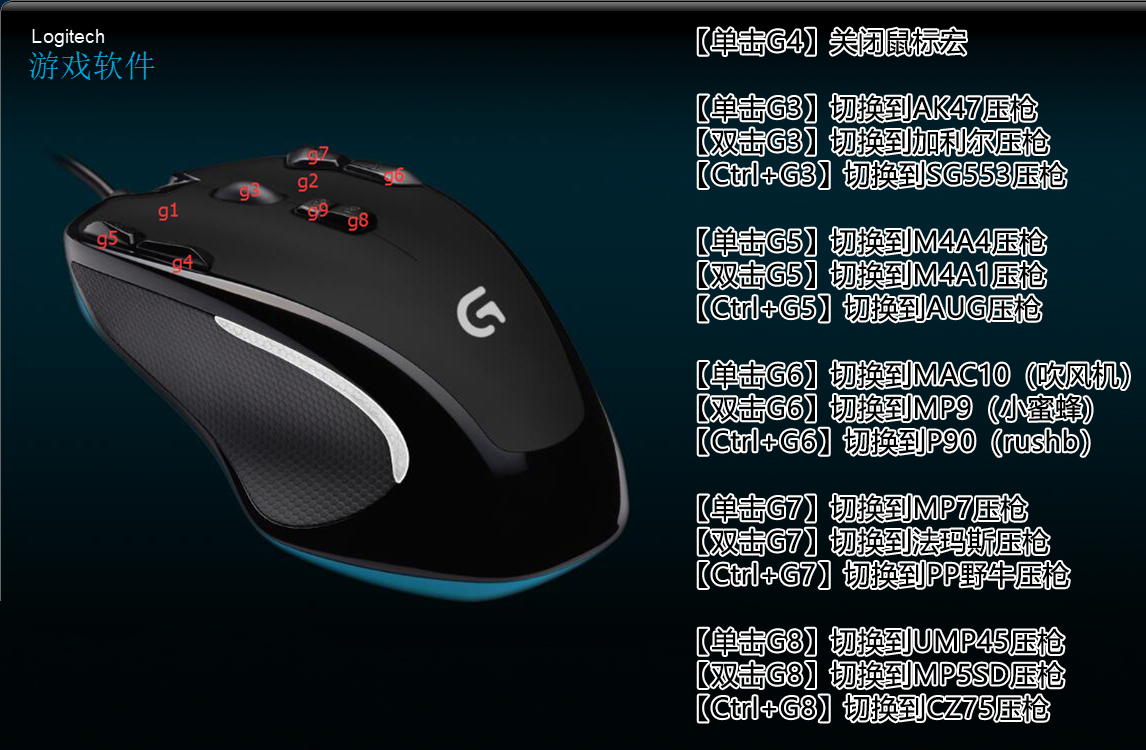 Logitech
游戏软件
g7
g6
g2
g3
g9
g8
g1
g5
g4
【单击G4】关闭鼠标宏
【单击G3】切换到AK47压枪
【双击G3】切换到加利尔压枪
【Ctrl+G3】切换到SG553压枪
【单击G5】切换到M4A4压枪
【双击G5】切换到M4A1压枪
【Ctrl+G5】切换到AUG压枪
【单击G6】切换到MAC10（吹风机）
【双击G6】切换到MP9（小蜜蜂）
【Ctrl+G6】切换到P90（rushb）
【单击G7】切换到MP7压枪
【双击G7】切换到法玛斯压枪
【Ctrl+G7】切换到PP野牛压枪
【单击G8】切换到UMP45压枪
【双击G8】切换到MP5SD压枪
【Ctrl+G8】切换到CZ75压枪